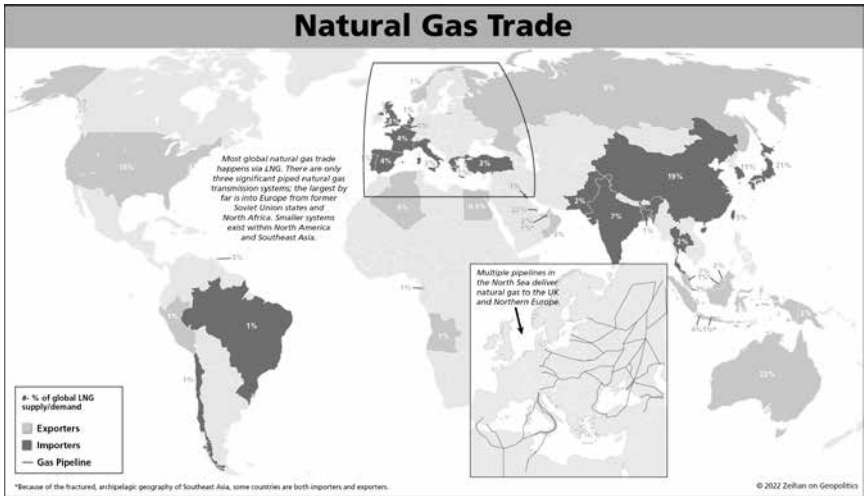 Natural Gas Trade
Most global natural gas trade
happens via LNG. There are only
three significant piped natural gas
transmission systems; the largest by
far is into Europe from former
Soviet Union states and
North Africa. Smaller systems
exist within North America
and Southeast Asia.
4%
4%
3%
19%
21%
7%
2%
5%
1%
1%
1%
1%
22%
Multiple pipelines in
the North Sea deliver
natural gas to the UK
and Northern Europe
#- % of global LNG
supply/demand
Exporters
Importers
Gas Pipeline
*Because of the fractured, archipelagic geography of Southeast Asia, some countries are both importers and exporters.
© 2022 Zeihan on Geopolitics